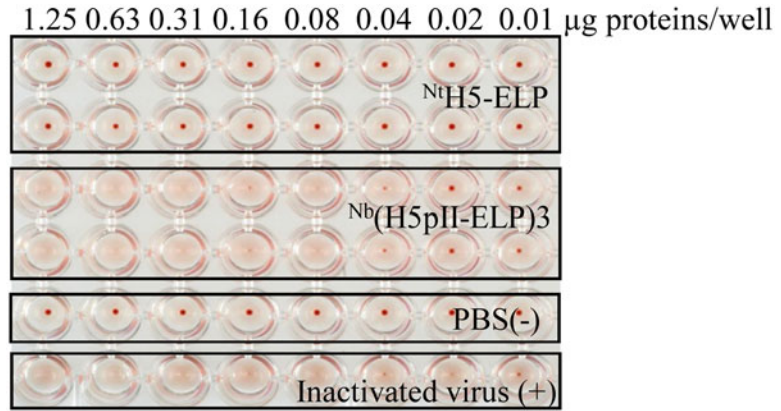 1.25 0.63 0.31 0.16 0.08 0.04 0.02 0.01 µg proteins/well
NtH5-ELP
Nb(H5pII-ELP)3
PBS(-)
Inactivated virus (+)